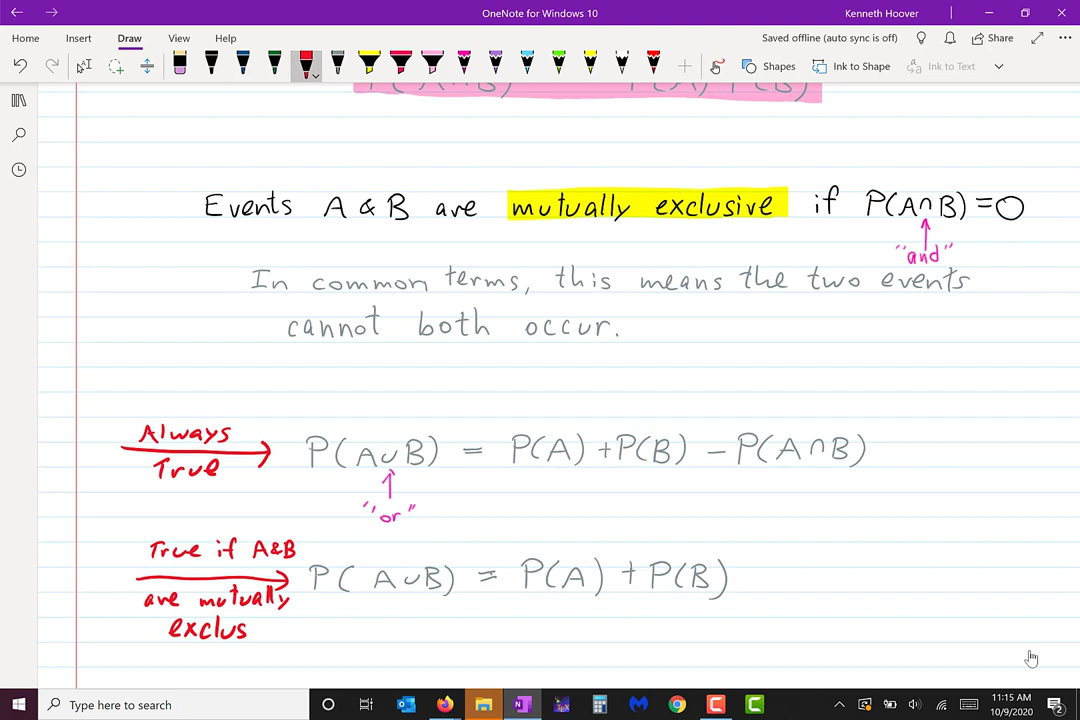 OneNote for Windows 10
Kenneth Hoover
Home Insert Draw View Help
Saved offline (auto sync is off)
Share
Shapes
Ink to Shape
Ink to Text
P(A∩B) P(A) P(B)
Events A & B are mutually exclusive if P(A∩B)=0
"and"
In common terms, this means the two events
cannot both occur.
Always
True
P(A∪B) = P(A)+P(B) -P(A∩B)
"or"
True if A&B
are mutually
exclus
P(A∪B) = P(A) + P(B)
Type here to search
11:15 AM
10/9/2020
2